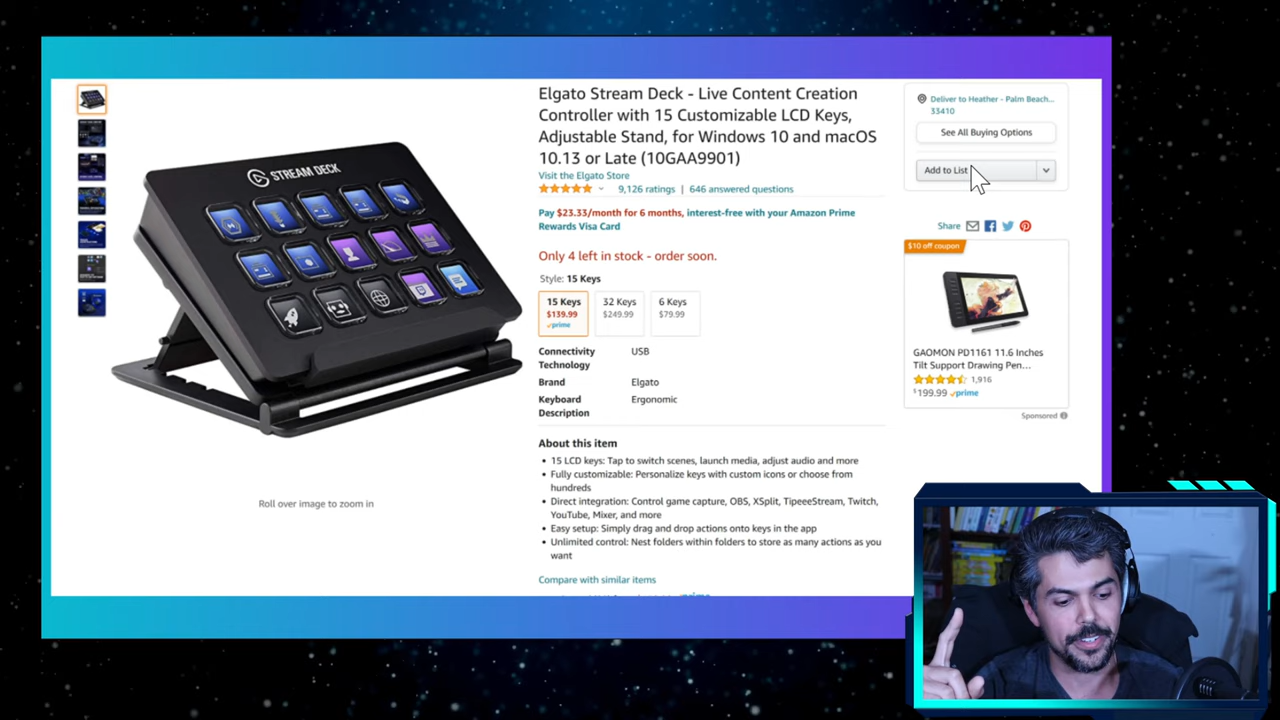 STREAM DECK
Roll over image to zoom in
Elgato Stream Deck - Live Content Creation
Controller with 15 Customizable LCD Keys,
Adjustable Stand, for Windows 10 and macOS
10.13 or Late (10GAA9901)
Visit the Elgato Store
9,126 ratings | 646 answered questions
Pay $23.33/month for 6 months, interest-free with your Amazon Prime
Rewards Visa Card
Only 4 left in stock - order soon.
Style: 15 Keys
15 Keys 32 Keys 6 Keys
$139.99 $249.99 $79.99
prime
Connectivity USB
Technology
Brand Elgato
Keyboard Ergonomic
Description
About this item
• 15 LCD keys: Tap to switch scenes, launch media, adjust audio and more
• Fully customizable: Personalize keys with custom icons or choose from
hundreds
• Direct integration: Control game capture, OBS, XSplit, TipeeeStream, Twitch,
YouTube, Mixer, and more
• Easy setup: Simply drag and drop actions onto keys in the app
• Unlimited control: Nest folders within folders to store as many actions as you
want
Compare with similar items
Deliver to Heather - Palm Beach...
33410
See All Buying Options
Add to List
Share
$10 off coupon
GAOMON PD1161 11.6 Inches
Tilt Support Drawing Pen...
1,916
$199.99 prime
Sponsored